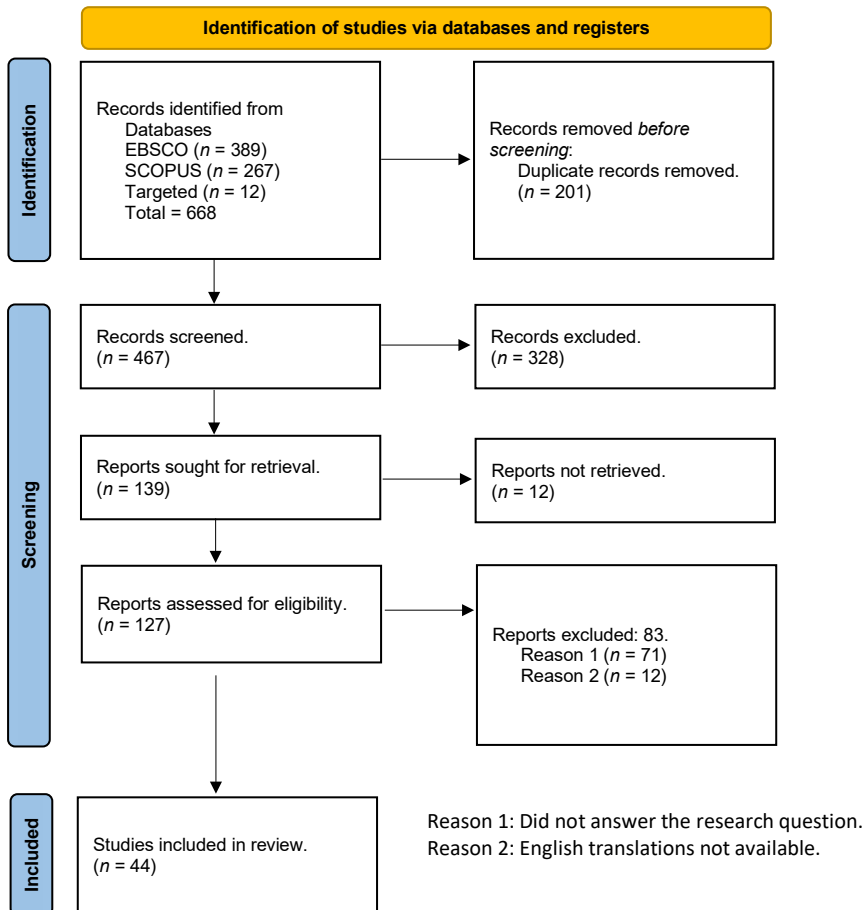 Identification of studies via databases and registers
Identification
Records identified from
Databases
EBSCO (n = 389)
SCOPUS (n = 267)
Targeted (n = 12)
Total = 668
Records removed before
screening:
Duplicate records removed.
(n = 201)
Screening
Records screened.
(n = 467)
Records excluded.
(n = 328)
Reports sought for retrieval.
(n = 139)
Reports not retrieved.
(n = 12)
Reports assessed for eligibility.
(n = 127)
Reports excluded: 83.
Reason 1 (n = 71)
Reason 2 (n = 12)
Included
Studies included in review.
(n = 44)
Reason 1: Did not answer the research question.
Reason 2: English translations not available.